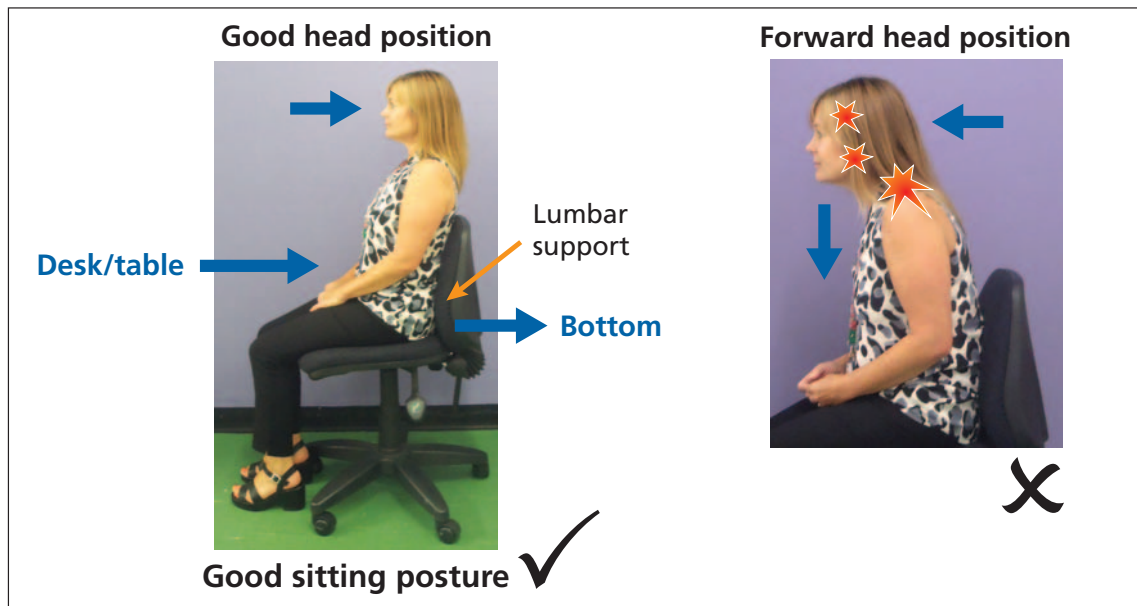 Good head position
Forward head position
Lumbar
support
Desk/table
Bottom
Good sitting posture